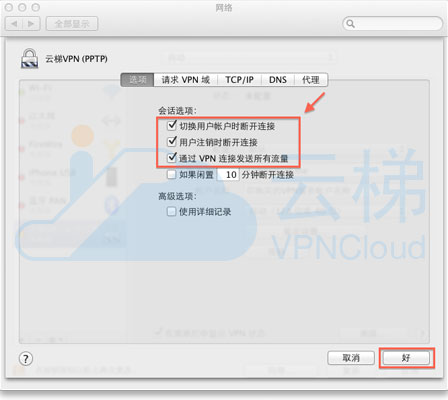 网络
全部显示
云梯VPN (PPTP)
选项 请求 VPN 域 TCP/IP DNS 代理
会话选项:
切换用户帐户时断开连接
用户注销时断开连接
通过 VPN 连接发送所有流量
如果闲置 10 分钟断开连接
高级选项:
使用详细记录
云梯
VPNCloud
? 取消 好